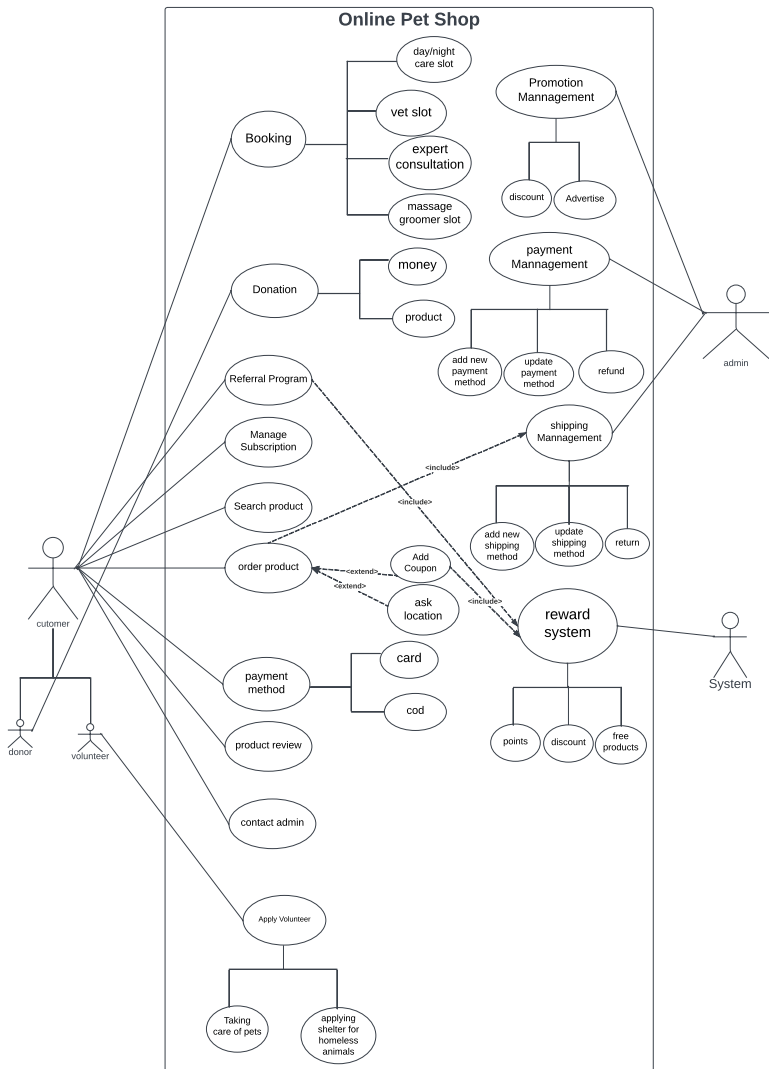 Online Pet Shop
day/night
care slot
Promotion
Mannagement
vet slot
Booking
expert
consultation
discount
Advertise
massage
groomer slot
payment
Mannagement
money
Donation
product
add new
payment
method
update
payment
method
refund
admin
Referral Program
shipping
Management
Manage
Subscription
<include>
<include>
Search product
add new
shipping
method
update
shipping
method
return
order product
Add
Coupon
<extend>
<extend>
ask
location
<include>
reward
system
cutomer
System
card
payment
method
cod
donor
volunteer
product review
points
discount
free
products
contact admin
Apply Volunteer
Taking
care of pets
applying
shelter for
homeless
animals